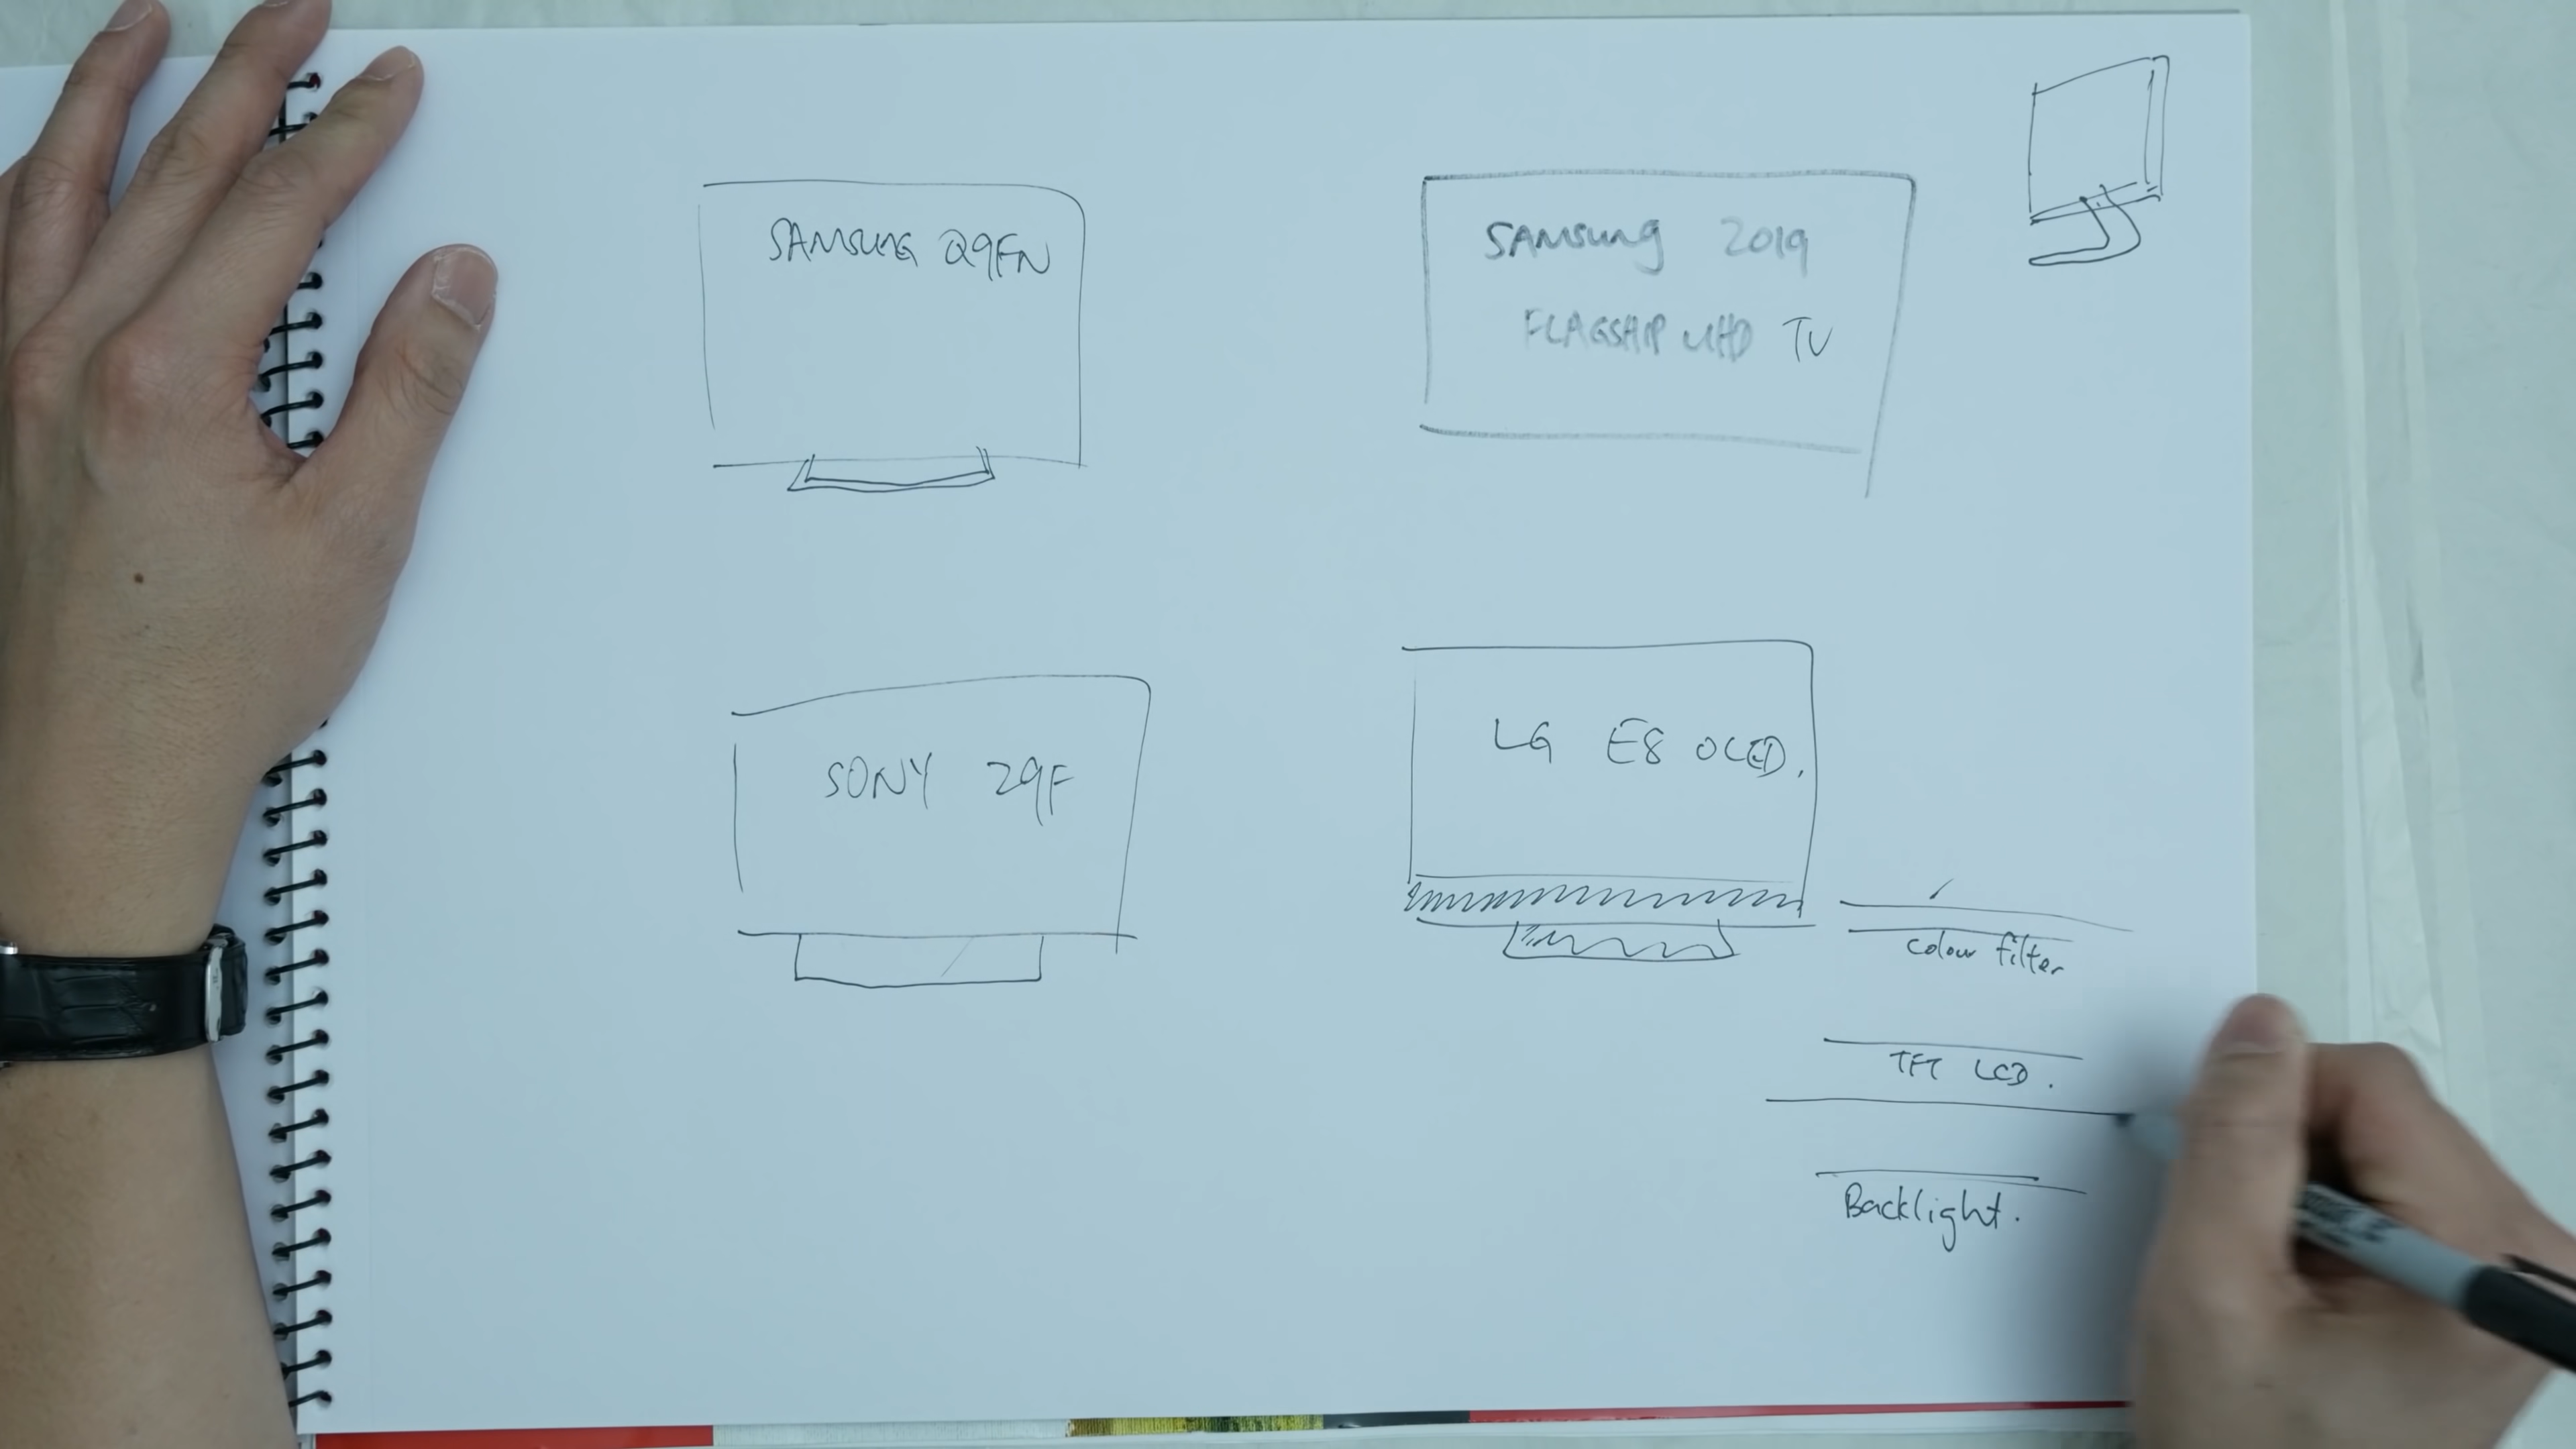 SAMSUNG Q9FN
SAMSUNG 2019
FLAGSHIP UHD TV
SONY Z9F
LG E8 OLED.
colour filter
TFT LCD.
Backlight.